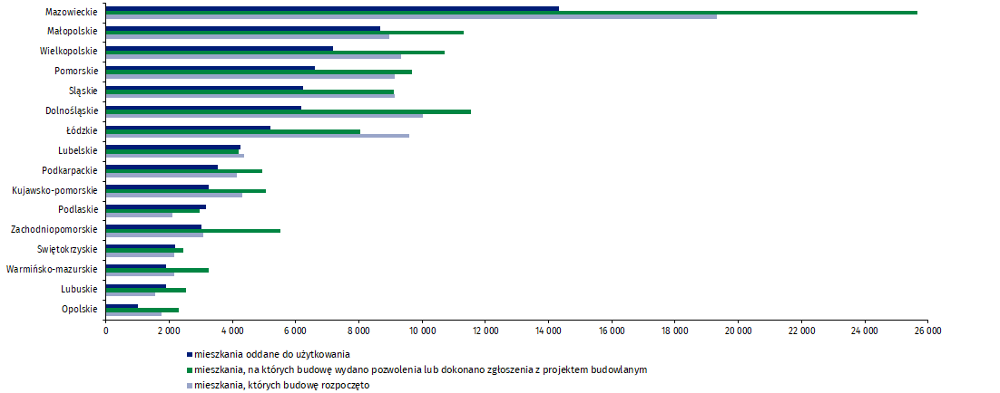 Mazowieckie
Małopolskie
Wielkopolskie
Pomorskie
Śląskie
Dolnośląskie
Łódzkie
Lubelskie
Podkarpackie
Kujawsko-pomorskie
Podlaskie
Zachodniopomorskie
Świętokrzyskie
Warmińsko-mazurskie
Lubuskie
Opolskie
0 2 000 4 000 6 000 8 000 10 000 12 000 14 000 16 000 18 000 20 000 22 000 24 000 26 000
mieszkania oddane do użytkowania
mieszkania, na których budowę wydano pozwolenia lub dokonano zgłoszenia z projektem budowlanym
mieszkania, których budowę rozpoczęto